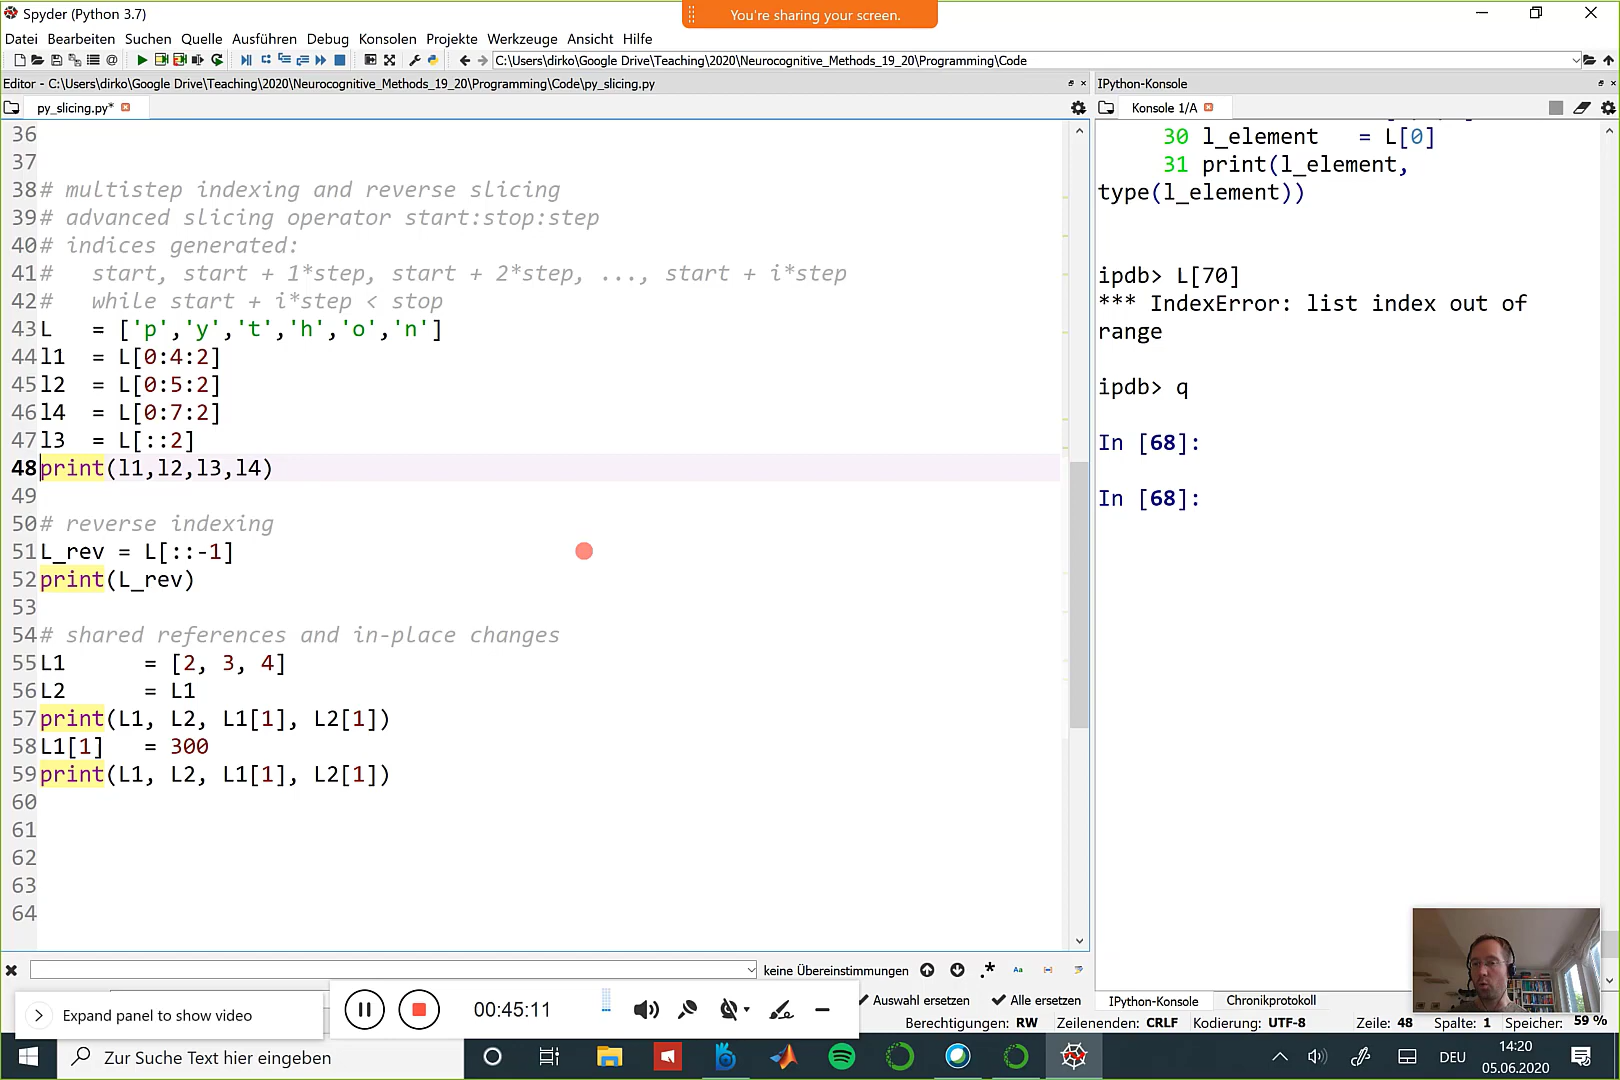 Spyder (Python 3.7)
You're sharing your screen.
Datei Bearbeiten Suchen Quelle Ausführen Debug Konsolen Projekte Werkzeuge Ansicht Hilfe
C:\Users\dirko\Google Drive\Teaching\2020\Neurocognitive_Methods_19_20\Programming\Code
Editor - C:\Users\dirko\Google Drive\Teaching\2020\Neurocognitive_Methods_19_20\Programming\Code\py_slicing.py
py_slicing.py*
36
37
38 # multistep indexing and reverse slicing
39 # advanced slicing operator start:stop:step
40 # indices generated:
41 #   start, start + 1*step, start + 2*step, ..., start + i*step
42 #   while start + i*step < stop
43 L   = ['p','y','t','h','o','n']
44 l1  = L[0:4:2]
45 l2  = L[0:5:2]
46 l4  = L[0:7:2]
47 l3  = L[::2]
48 print(l1,l2,l3,l4)
49
50 # reverse indexing
51 L_rev = L[::-1]
52 print(L_rev)
53
54 # shared references and in-place changes
55 L1      = [2, 3, 4]
56 L2      = L1
57 print(L1, L2, L1[1], L2[1])
58 L1[1]   = 300
59 print(L1, L2, L1[1], L2[1])
60
61
62
63
64
IPython-Konsole
Konsole 1/A
30 l_element   = L[0]
31 print(l_element,
type(l_element))
ipdb> L[70]
*** IndexError: list index out of
range
ipdb> q
In [68]:
In [68]:
keine Übereinstimmungen
Aa
Expand panel to show video
00:45:11
Auswahl ersetzen
Alle ersetzen
IPython-Konsole Chronikprotokoll
Berechtigungen: RW Zeilenenden: CRLF Kodierung: UTF-8 Zeile: 48 Spalte: 1 Speicher: 59 %
Zur Suche Text hier eingeben
DEU
14:20
05.06.2020